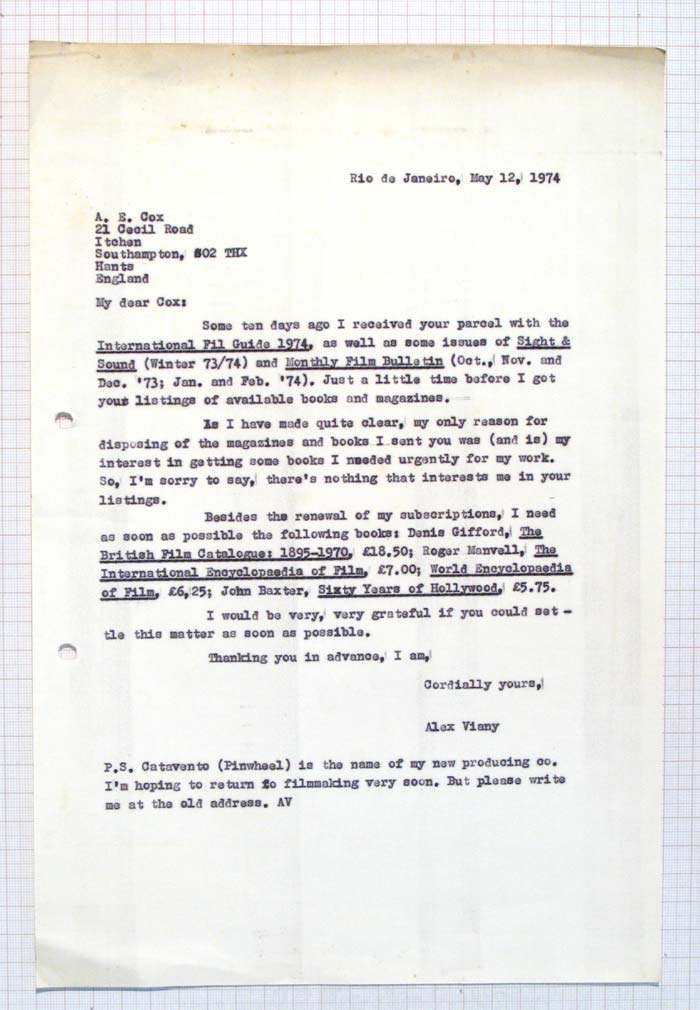 Rio de Janeiro, May 12, 1974
A. E. Cox
21 Cecil Road
Itchen
Southampton, SO2 THX
Hants
England
My dear Cox:
Some ten days ago I received your parcel with the
International Fil Guide 1974, as well as some issues of Sight &
Sound (Winter 73/74) and Monthly Film Bulletin (Oct., Nov. and
Dec. '73; Jan. and Feb. '74). Just a little time before I got
your listings of available books and magazines.
As I have made quite clear, my only reason for
disposing of the magazines and books I sent you was (and is) my
interest in getting some books I needed urgently for my work.
So, I'm sorry to say, there's nothing that interests me in your
listings.
Besides the renewal of my subscriptions, I need
as soon as possible the following books: Denis Gifford, The
British Film Catalogue: 1895-1970, £18.50; Roger Manvell, The
International Encyclopaedia of Film, £7.00; World Encyclopaedia
of Film, £6,25; John Baxter, Sixty Years of Hollywood, £5.75.
I would be very, very grateful if you could set -
tle this matter as soon as possible.
Thanking you in advance, I am,
Cordially yours,
Alex Viany
P.S. Catavento (Pinwheel) is the name of my new producing co.
I'm hoping to return to filmmaking very soon. But please write
me at the old address. AV